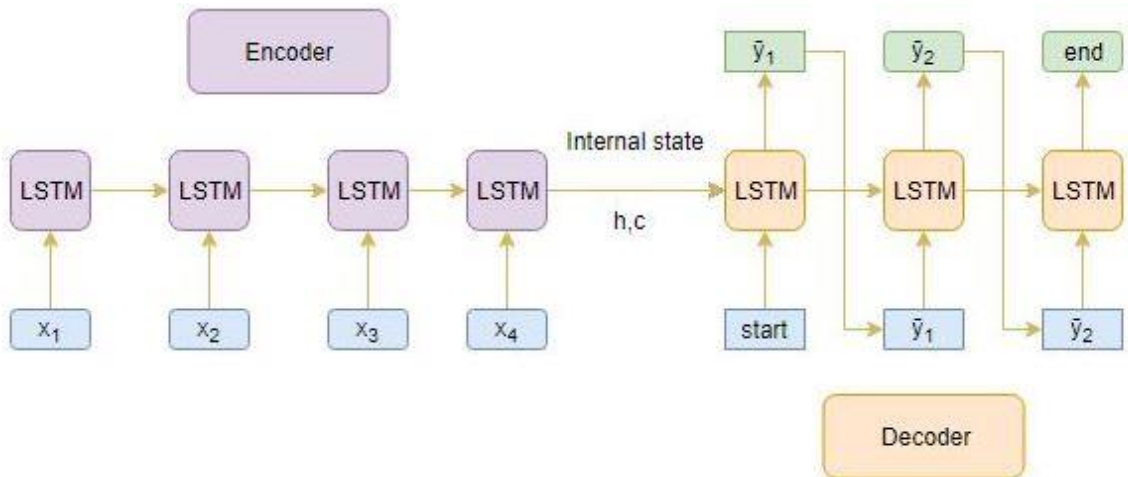 Encoder
ȳ₁
ȳ₂
end
Internal state
LSTM
LSTM
LSTM
LSTM
LSTM
LSTM
LSTM
h,c
x₁
x₂
x₃
x₄
start
ȳ₁
ȳ₂
Decoder